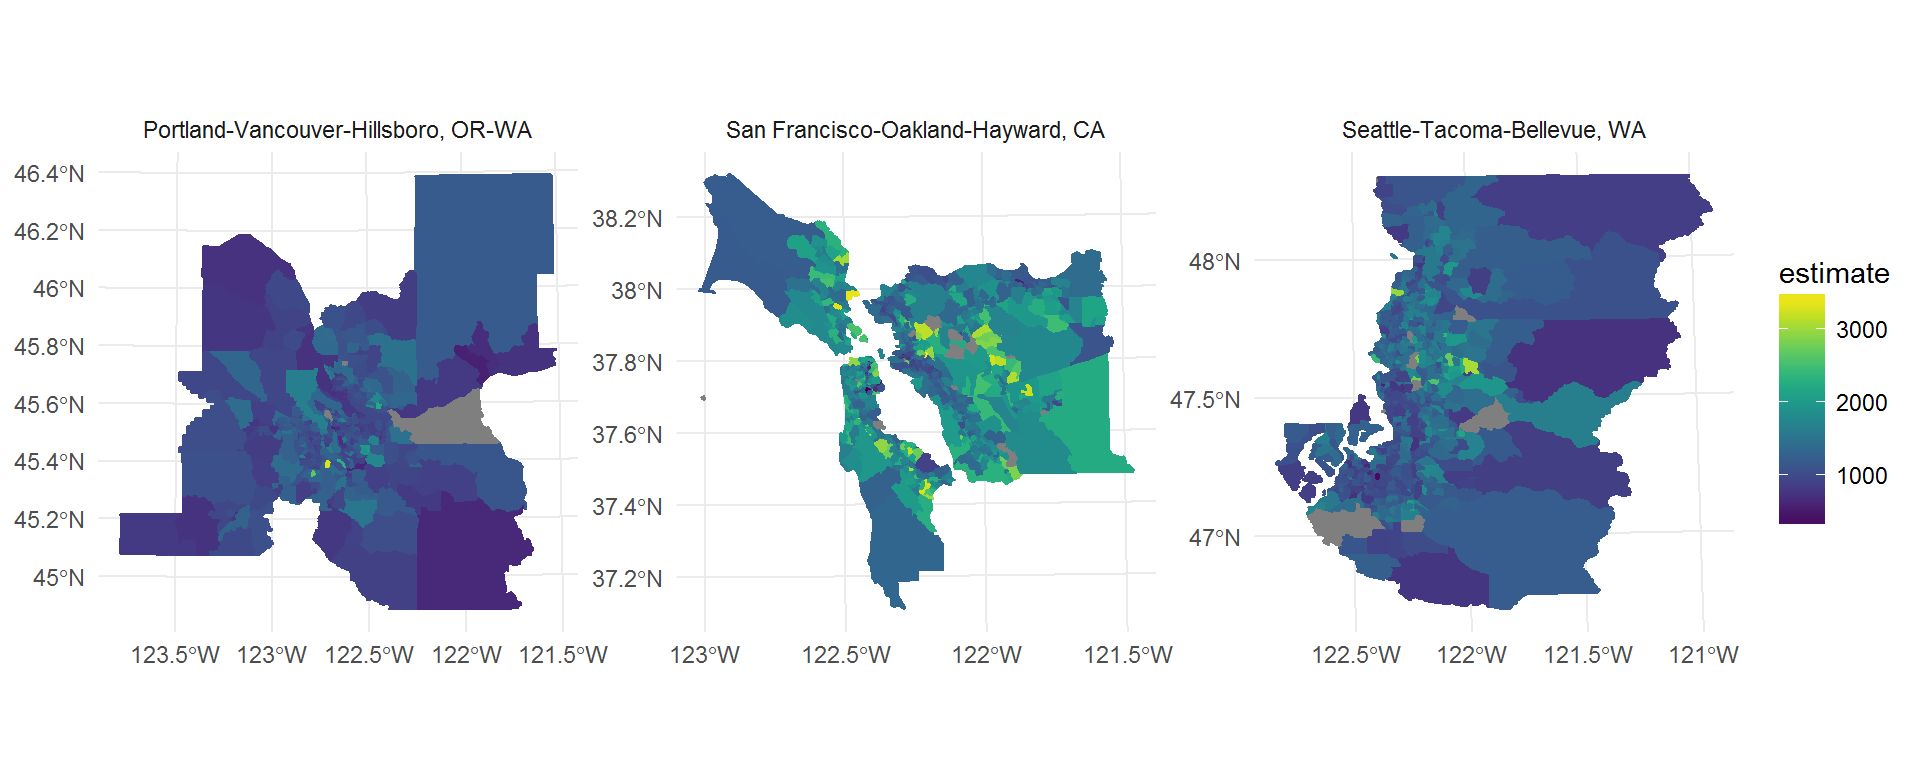 Portland-Vancouver-Hillsboro, OR-WA
46.4°N
46.2°N
46°N
45.8°N
45.6°N
45.4°N
45.2°N
45°N
123.5°W 123°W 122.5°W 122°W 121.5°W
San Francisco-Oakland-Hayward, CA
38.2°N
38°N
37.8°N
37.6°N
37.4°N
37.2°N
123°W 122.5°W 122°W 121.5°W
Seattle-Tacoma-Bellevue, WA
48°N
47.5°N
47°N
122.5°W 122°W 121.5°W 121°W
estimate
3000
2000
1000